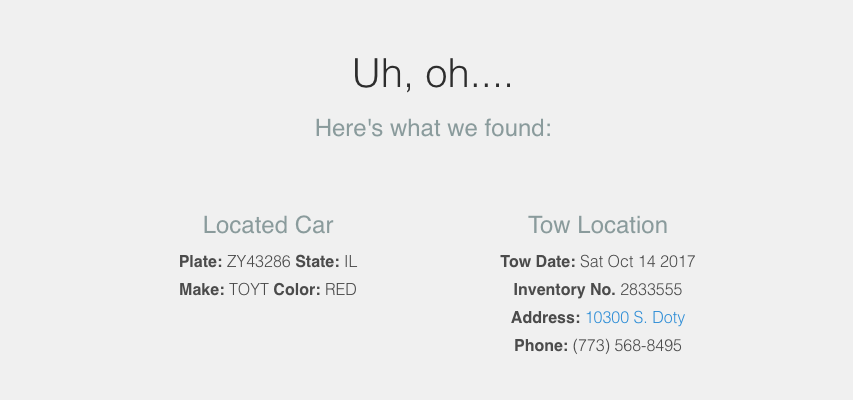 Uh, oh....
Here's what we found:
Located Car
Plate: ZY43286 State: IL
Make: TOYT Color: RED
Tow Location
Tow Date: Sat Oct 14 2017
Inventory No. 2833555
Address: 10300 S. Doty
Phone: (773) 568-8495